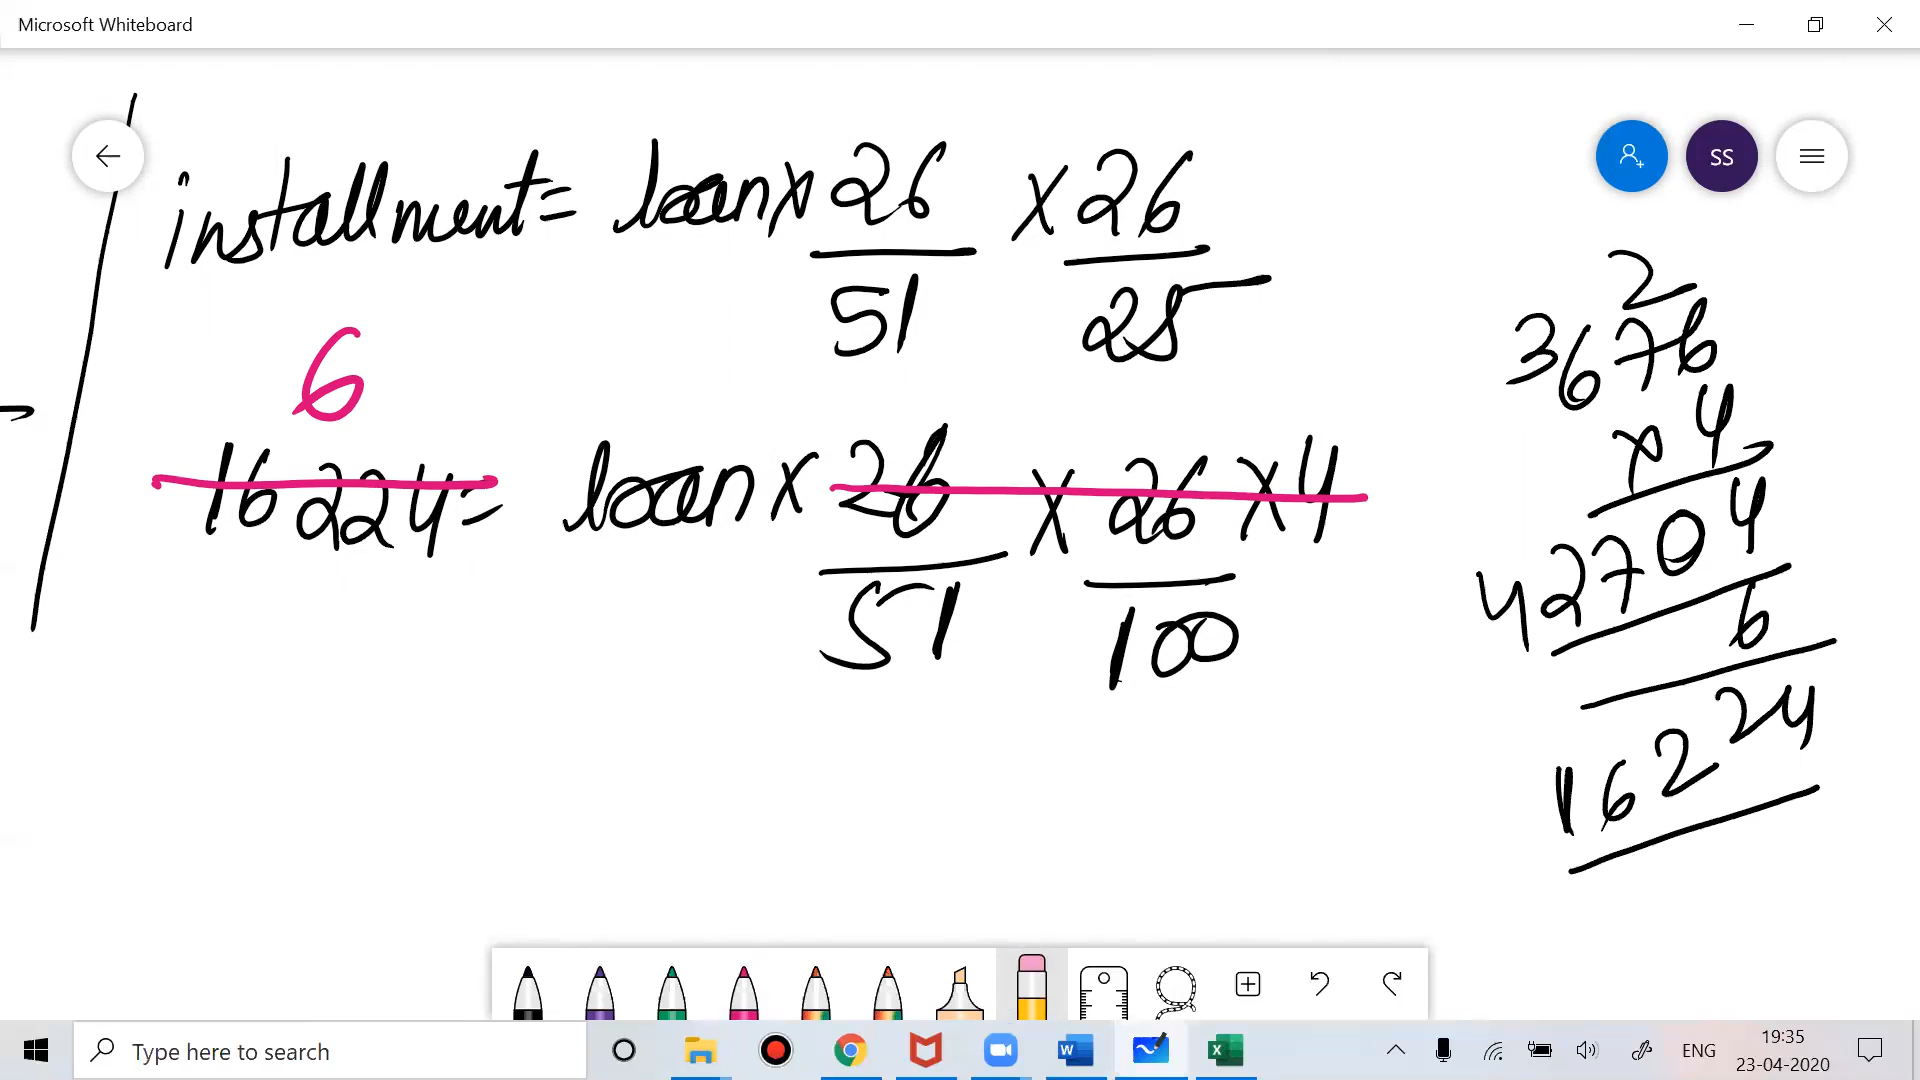 Microsoft Whiteboard
SS
installment = loan x 26 x 26
51 25
6
16224 = loan x 26 x 26 x 4
51 100
2
3676
x 4
42704
6
16224
Type here to search
ENG
19:35
23-04-2020